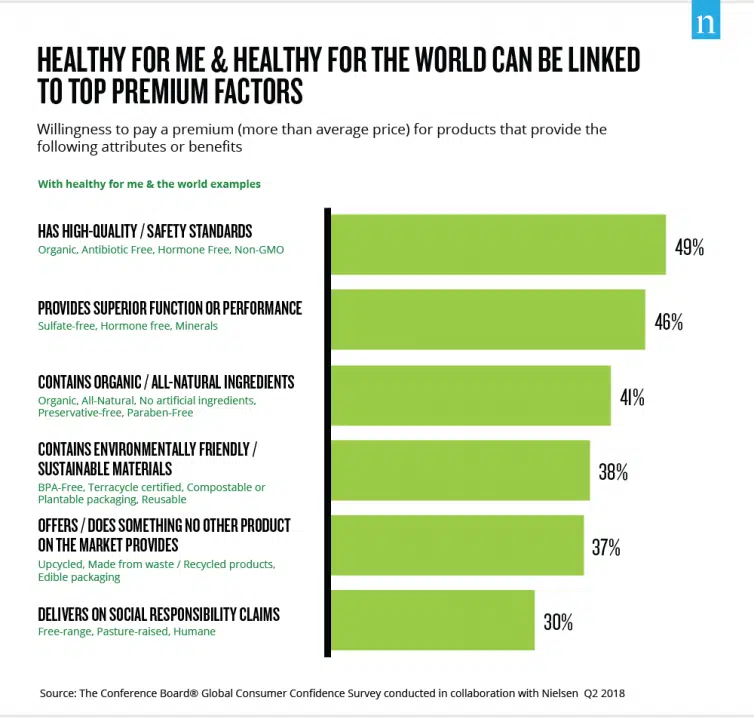 n
HEALTHY FOR ME & HEALTHY FOR THE WORLD CAN BE LINKED
TO TOP PREMIUM FACTORS
Willingness to pay a premium (more than average price) for products that provide the
following attributes or benefits
With healthy for me & the world examples
HAS HIGH-QUALITY / SAFETY STANDARDS
Organic, Antibiotic Free, Hormone Free, Non-GMO
49%
PROVIDES SUPERIOR FUNCTION OR PERFORMANCE
Sulfate-free, Hormone free, Minerals
46%
CONTAINS ORGANIC / ALL-NATURAL INGREDIENTS
Organic, All-Natural, No artificial ingredients,
Preservative-free, Paraben-Free
41%
CONTAINS ENVIRONMENTALLY FRIENDLY /
SUSTAINABLE MATERIALS
BPA-Free, Terracycle certified, Compostable or
Plantable packaging, Reusable
38%
OFFERS / DOES SOMETHING NO OTHER PRODUCT
ON THE MARKET PROVIDES
Upcycled, Made from waste / Recycled products,
Edible packaging
37%
DELIVERS ON SOCIAL RESPONSIBILITY CLAIMS
Free-range, Pasture-raised, Humane
30%
Source: The Conference Board® Global Consumer Confidence Survey conducted in collaboration with Nielsen Q2 2018